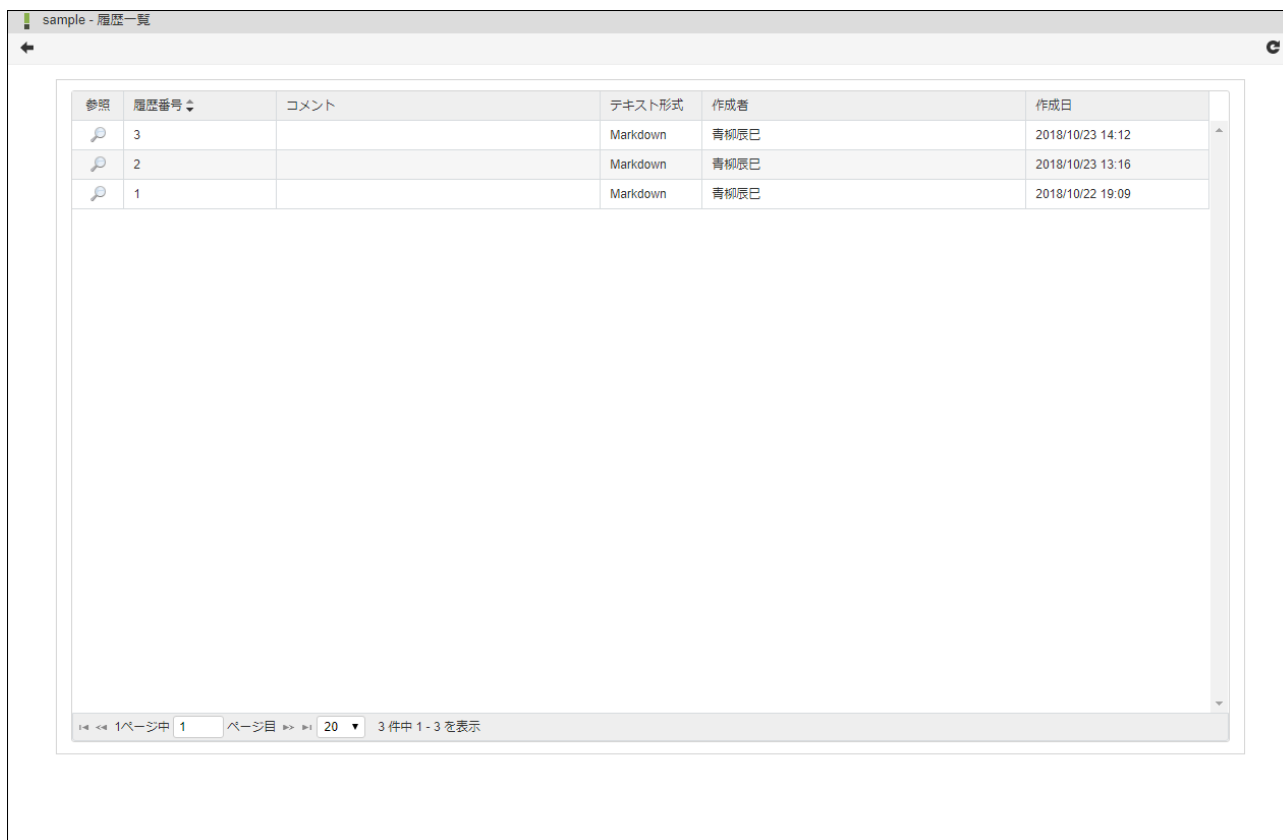 sample - 履歴一覧
参照 履歴番号 コメント テキスト形式 作成者 作成日
3 Markdown 青柳辰巳 2018/10/23 14:12
2 Markdown 青柳辰巳 2018/10/23 13:16
1 Markdown 青柳辰巳 2018/10/22 19:09
1ページ中 1 ページ目 20 3 件中 1 - 3 を表示